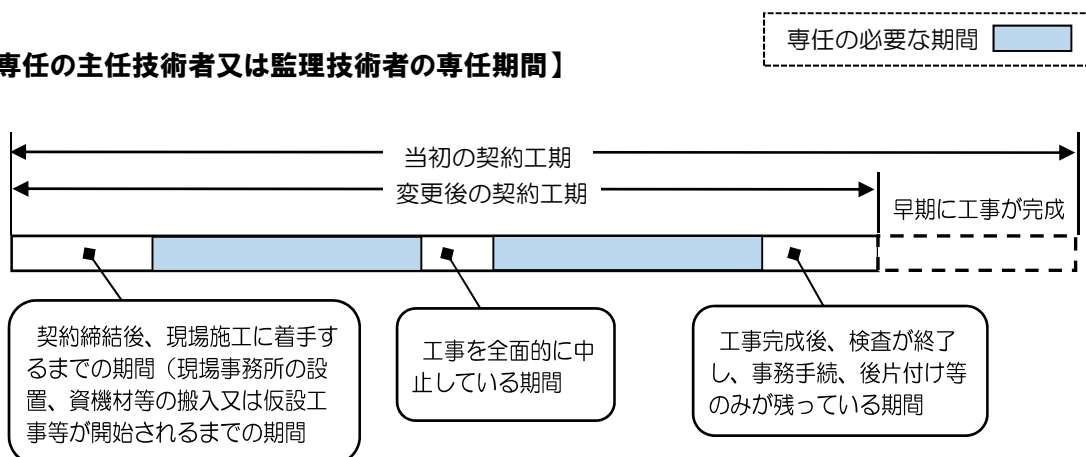 専任の必要な期間
専任の主任技術者又は監理技術者の専任期間】
当初の契約工期
変更後の契約工期
早期に工事が完成
契約締結後、現場施工に着手す
るまでの期間（現場事務所の設
置、資機材等の搬入又は仮設工
事等が開始されるまでの期間
工事を全面的に中
止している期間
工事完成後、検査が終了
し、事務手続、後片付け等
のみが残っている期間